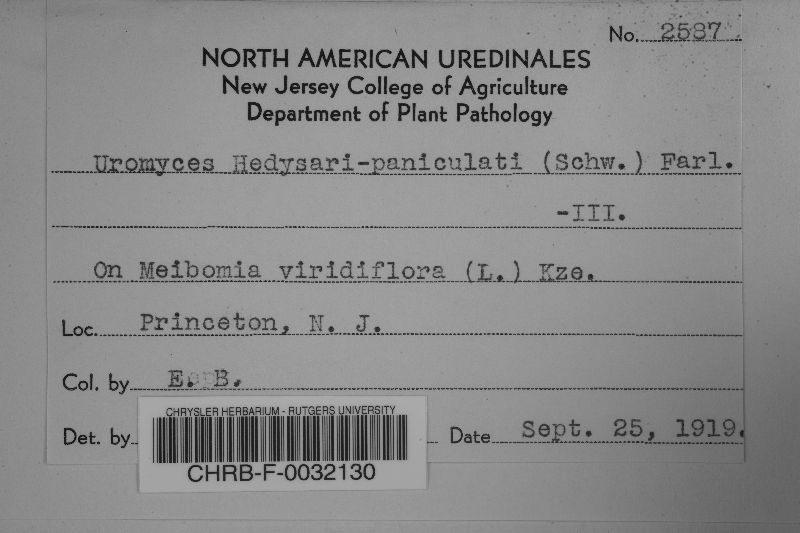 No. 2587
NORTH AMERICAN UREDINALES
New Jersey College of Agriculture
Department of Plant Pathology
Uromyces Hedysari-paniculati (Schw.) Farl.
-III.
On Meibomia viridiflora (L.) Kze.
Loc. Princeton, N. J.
Col. by E. B.
Det. by
Date Sept. 25, 1919.
CHRYSLER HERBARIUM - RUTGERS UNIVERSITY
CHRB-F-0032130